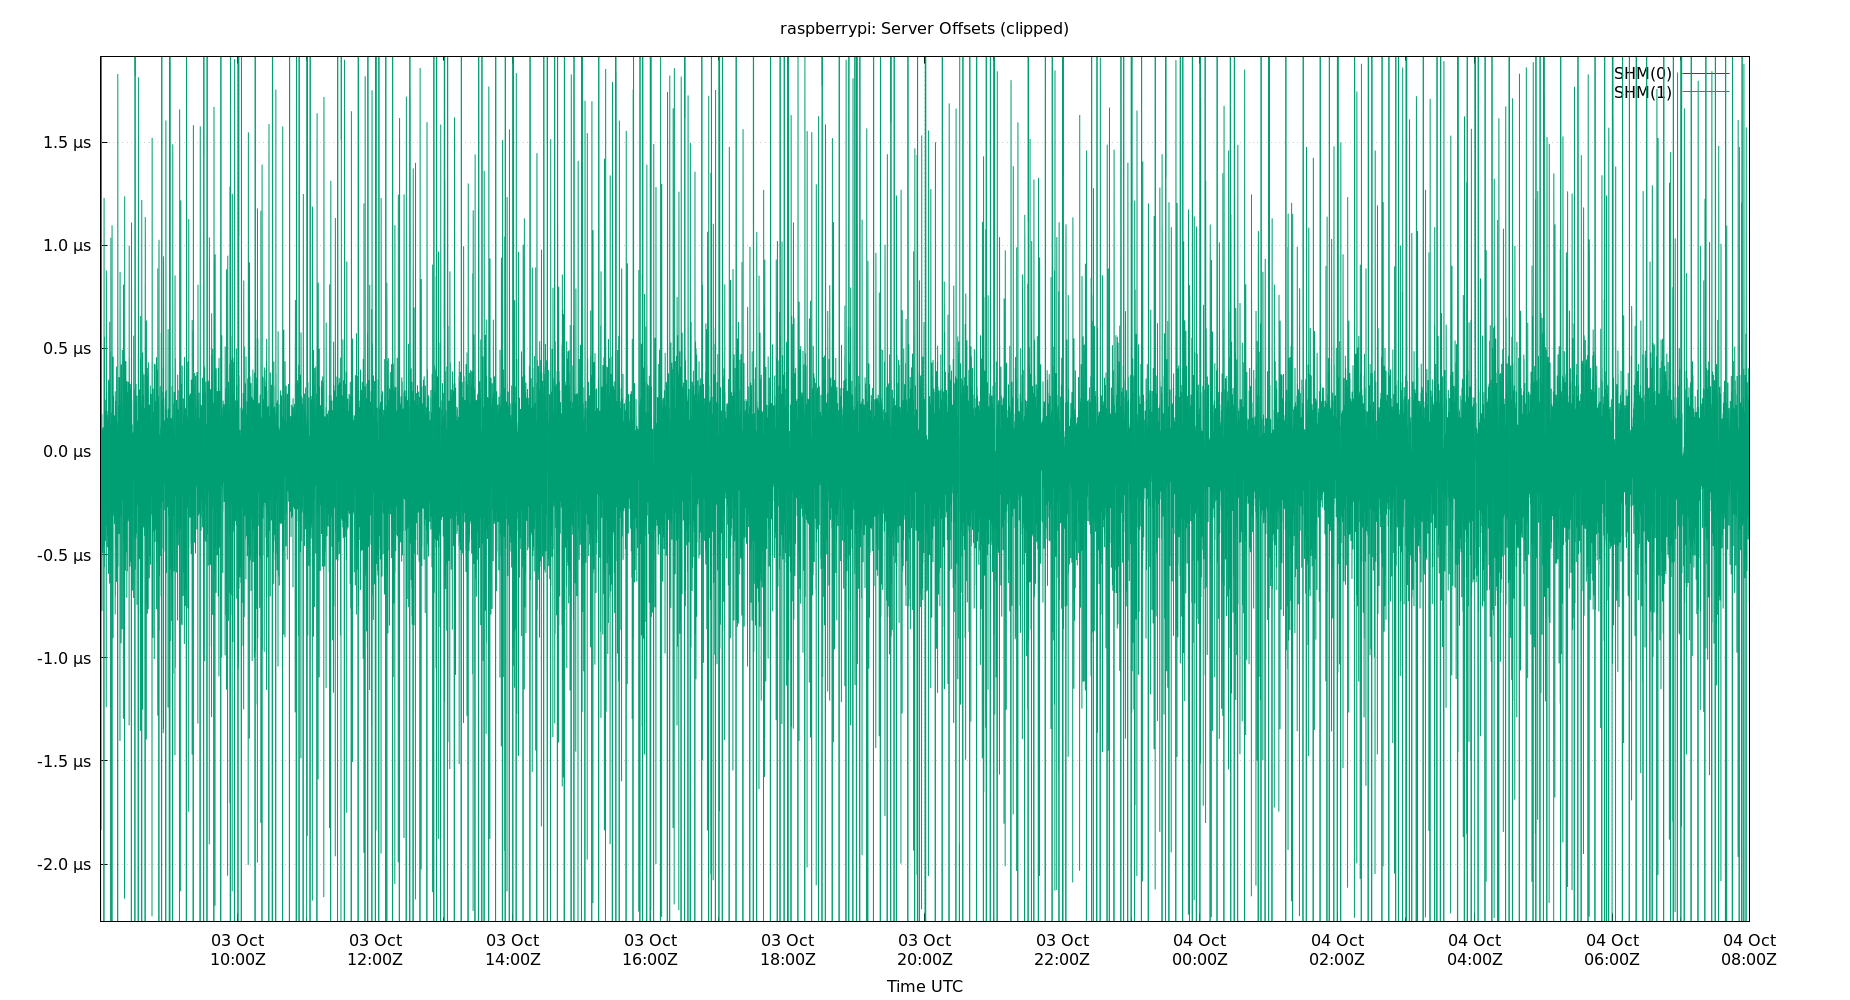 raspberrypi: Server Offsets (clipped)
SHM(0)
SHM(1)
1.5 µs
1.0 µs
0.5 µs
0.0 µs
-0.5 µs
-1.0 µs
-1.5 µs
-2.0 µs
03 Oct 03 Oct 03 Oct 03 Oct 03 Oct 03 Oct 03 Oct 04 Oct 04 Oct 04 Oct 04 Oct 04 Oct
10:00Z 12:00Z 14:00Z 16:00Z 18:00Z 20:00Z 22:00Z 00:00Z 02:00Z 04:00Z 06:00Z 08:00Z
Time UTC